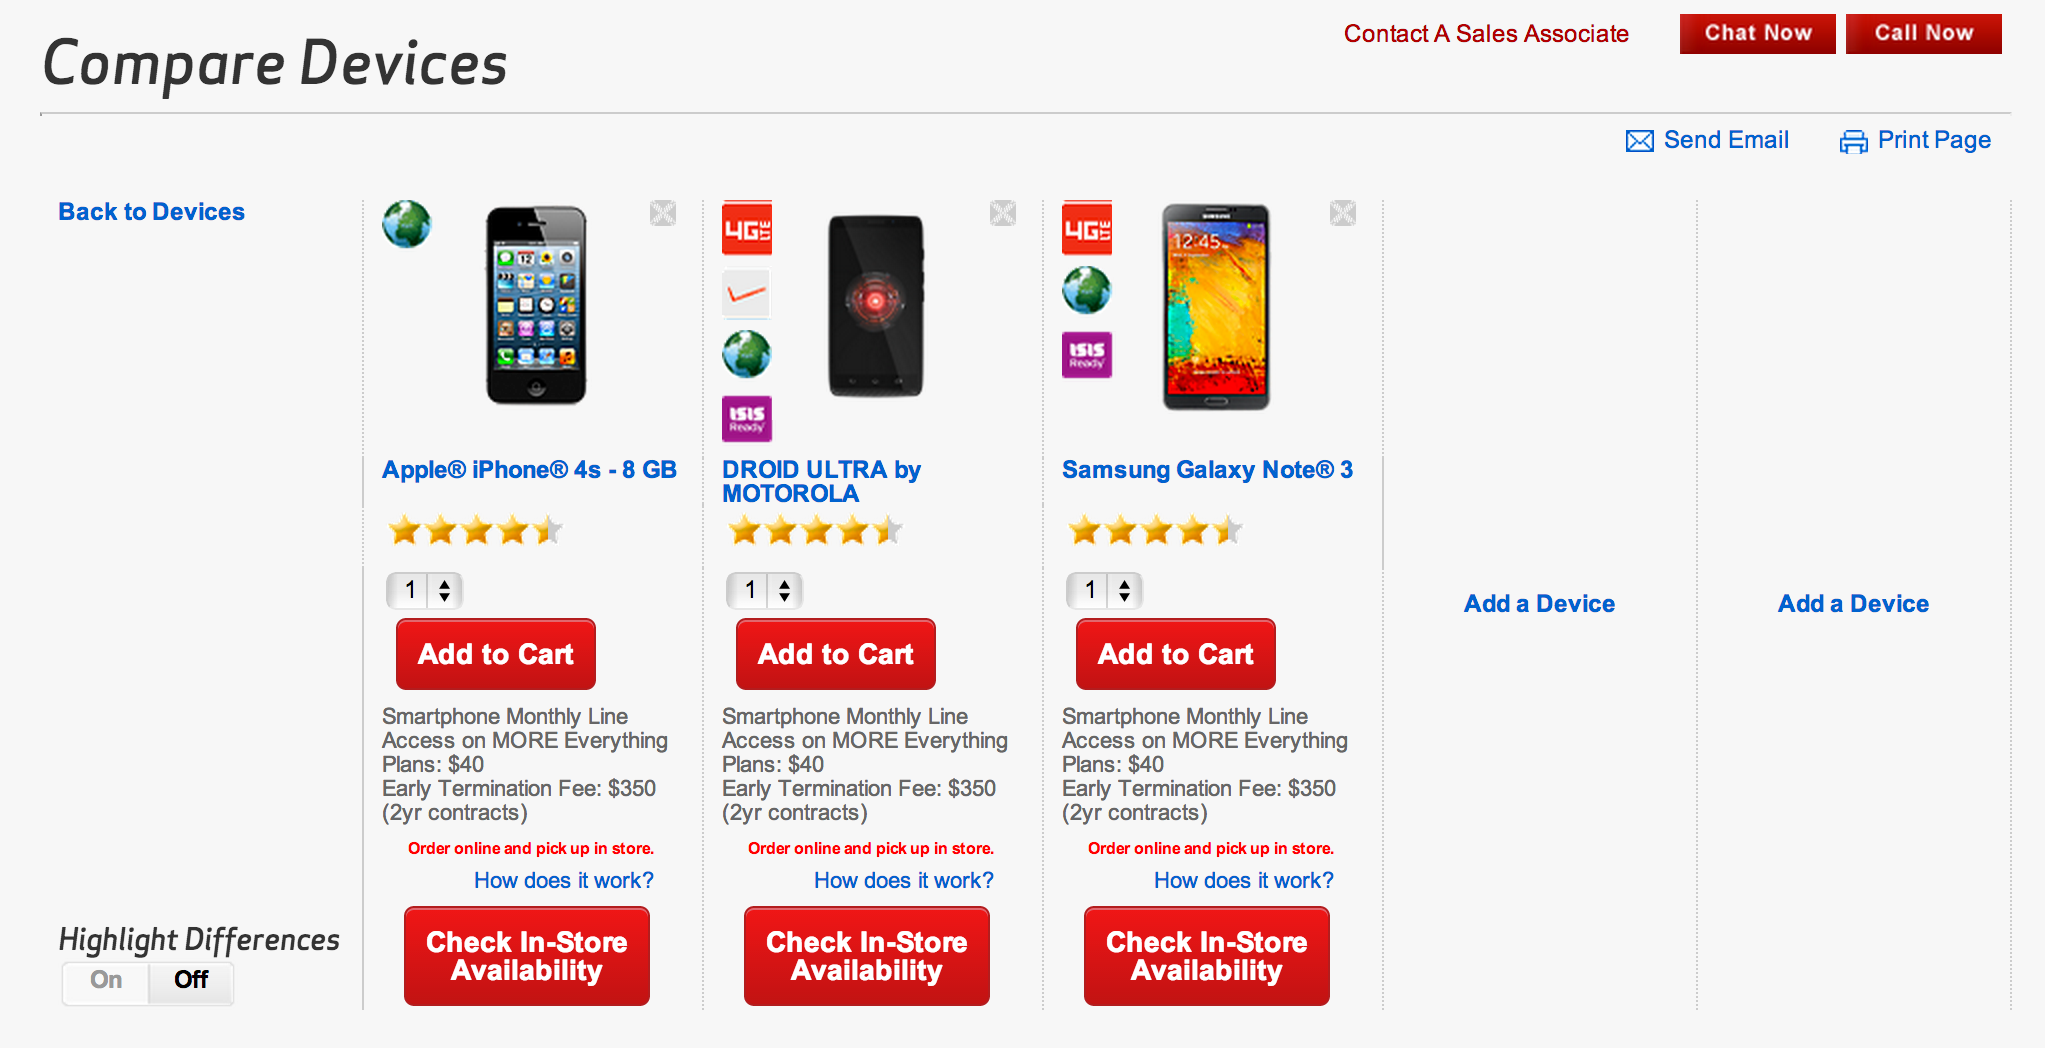 Contact A Sales Associate
Chat Now
Call Now
Compare Devices
Send Email
Print Page
Back to Devices
4G LTE
ISIS
Ready
4G LTE
ISIS
Ready
SAMSUNG
12:45
12
Apple® iPhone® 4s - 8 GB
DROID ULTRA by
MOTOROLA
Samsung Galaxy Note® 3
1
1
1
Add a Device
Add a Device
Add to Cart
Add to Cart
Add to Cart
Smartphone Monthly Line
Access on MORE Everything
Plans: $40
Early Termination Fee: $350
(2yr contracts)
Smartphone Monthly Line
Access on MORE Everything
Plans: $40
Early Termination Fee: $350
(2yr contracts)
Smartphone Monthly Line
Access on MORE Everything
Plans: $40
Early Termination Fee: $350
(2yr contracts)
Order online and pick up in store.
How does it work?
Order online and pick up in store.
How does it work?
Order online and pick up in store.
How does it work?
Highlight Differences
On
Off
Check In-Store
Availability
Check In-Store
Availability
Check In-Store
Availability